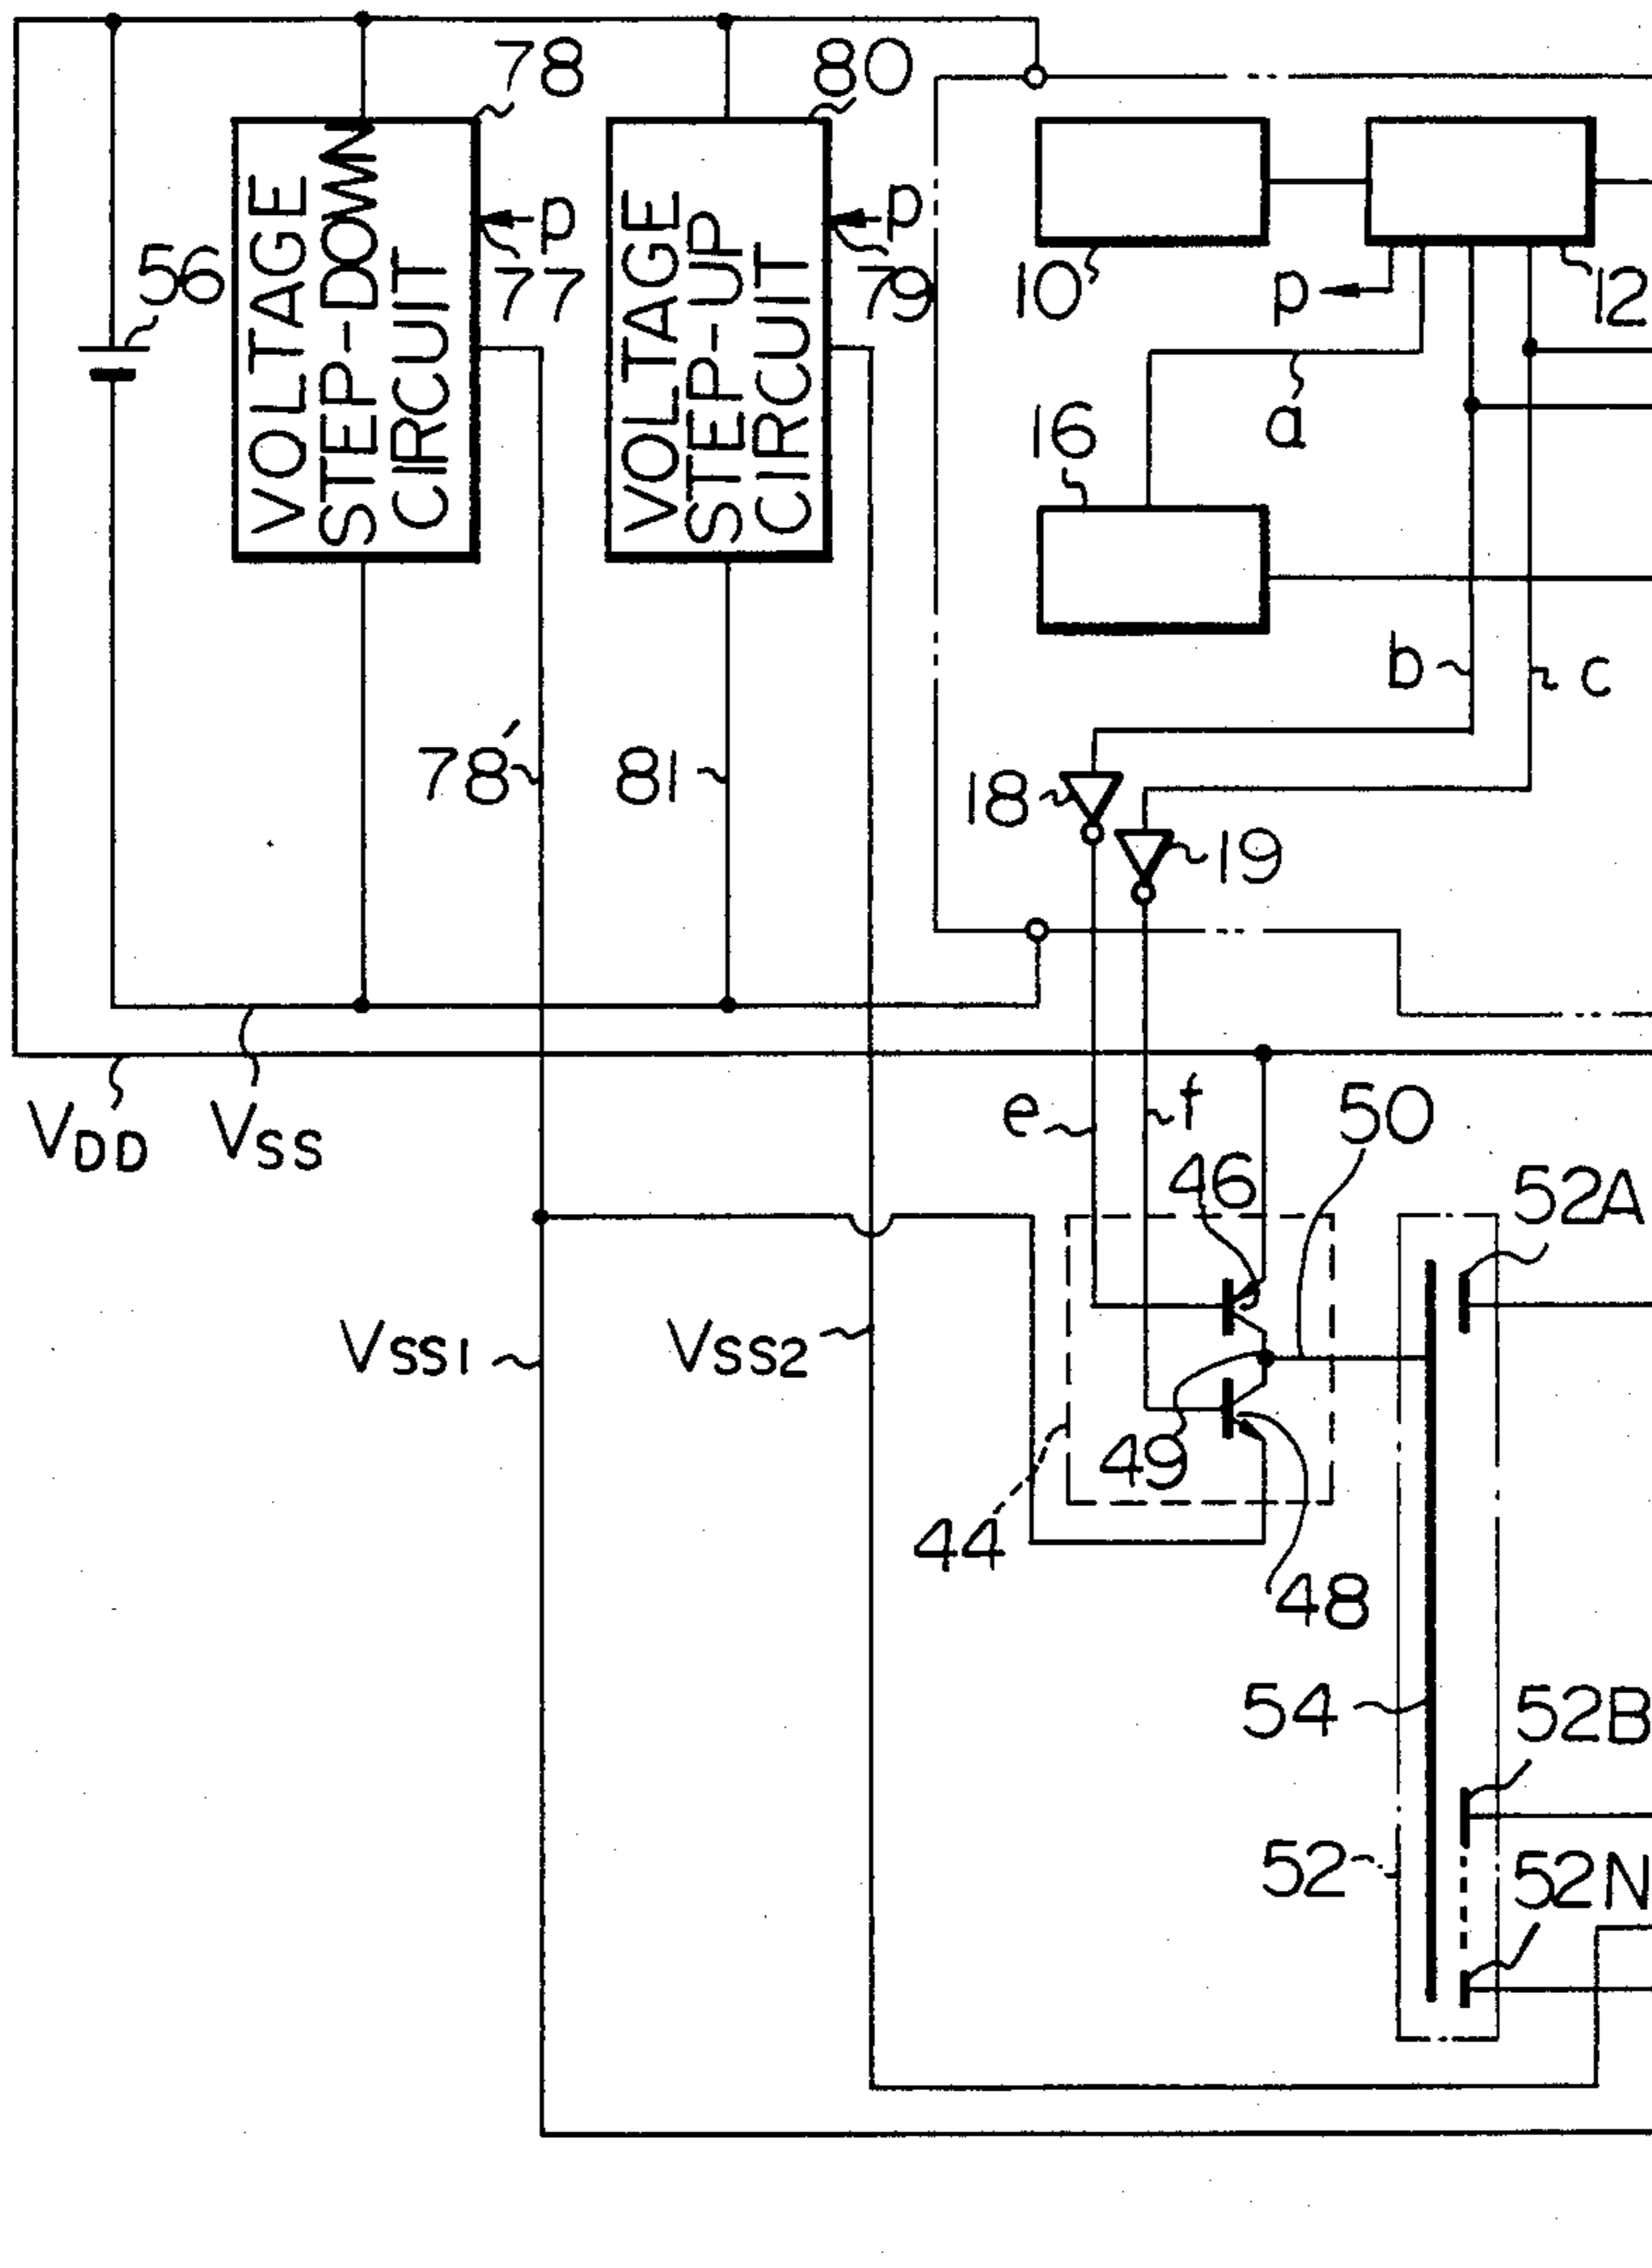 78
80
VOLTAGE
STEP-DOWN
CIRCUIT
VOLTAGE
STEP-UP
CIRCUIT
p
p
56
77
79
10
p
12
a
16
b
c
78'
81
18
19
VDD
VSS
e
f
50
46
52A
VSS1
VSS2
49
44
48
54
52B
52
52N